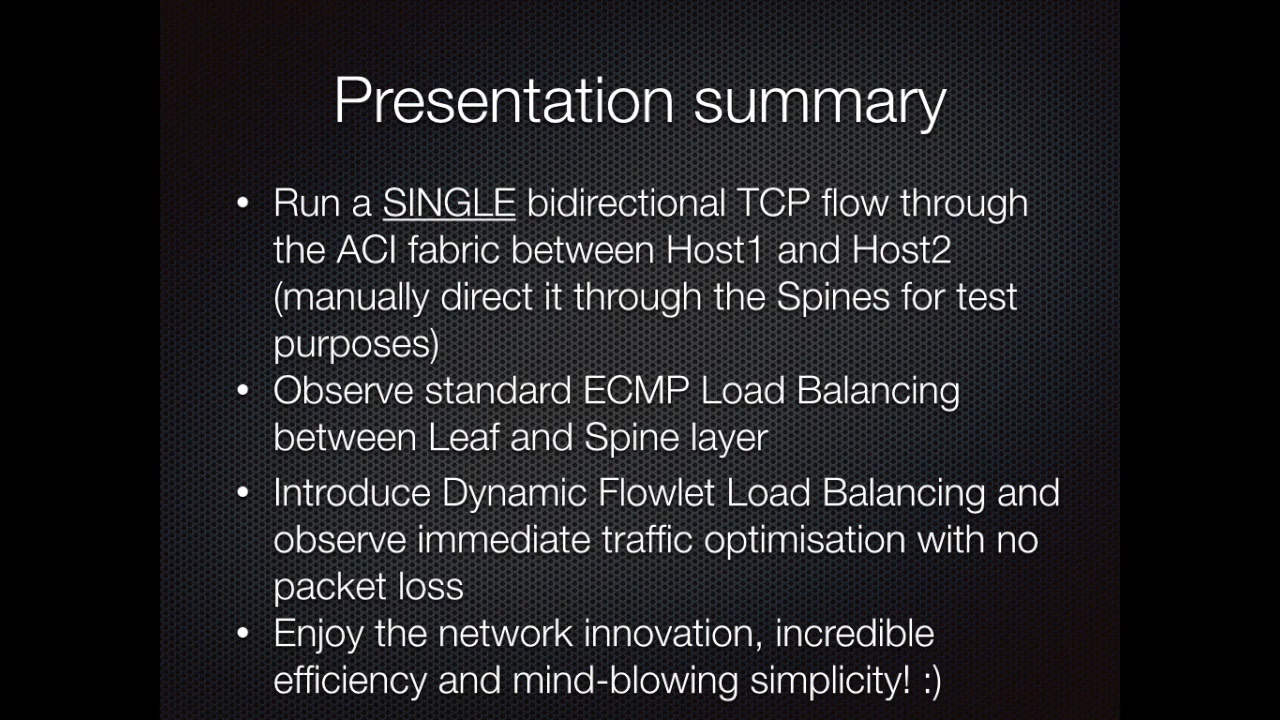 Presentation summary
• Run a SINGLE bidirectional TCP flow through
the ACI fabric between Host1 and Host2
(manually direct it through the Spines for test
purposes)
• Observe standard ECMP Load Balancing
between Leaf and Spine layer
• Introduce Dynamic Flowlet Load Balancing and
observe immediate traffic optimisation with no
packet loss
• Enjoy the network innovation, incredible
efficiency and mind-blowing simplicity! :)